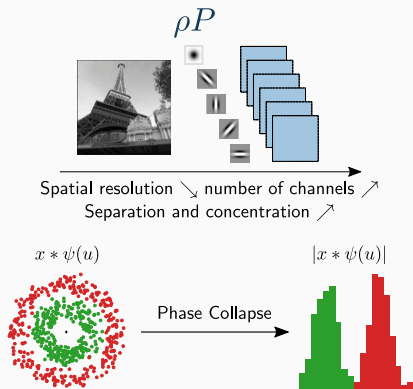 ρP
Spatial resolution ↘ number of channels ↗
Separation and concentration ↗
x ∗ ψ(u)
|x ∗ ψ(u)|
Phase Collapse